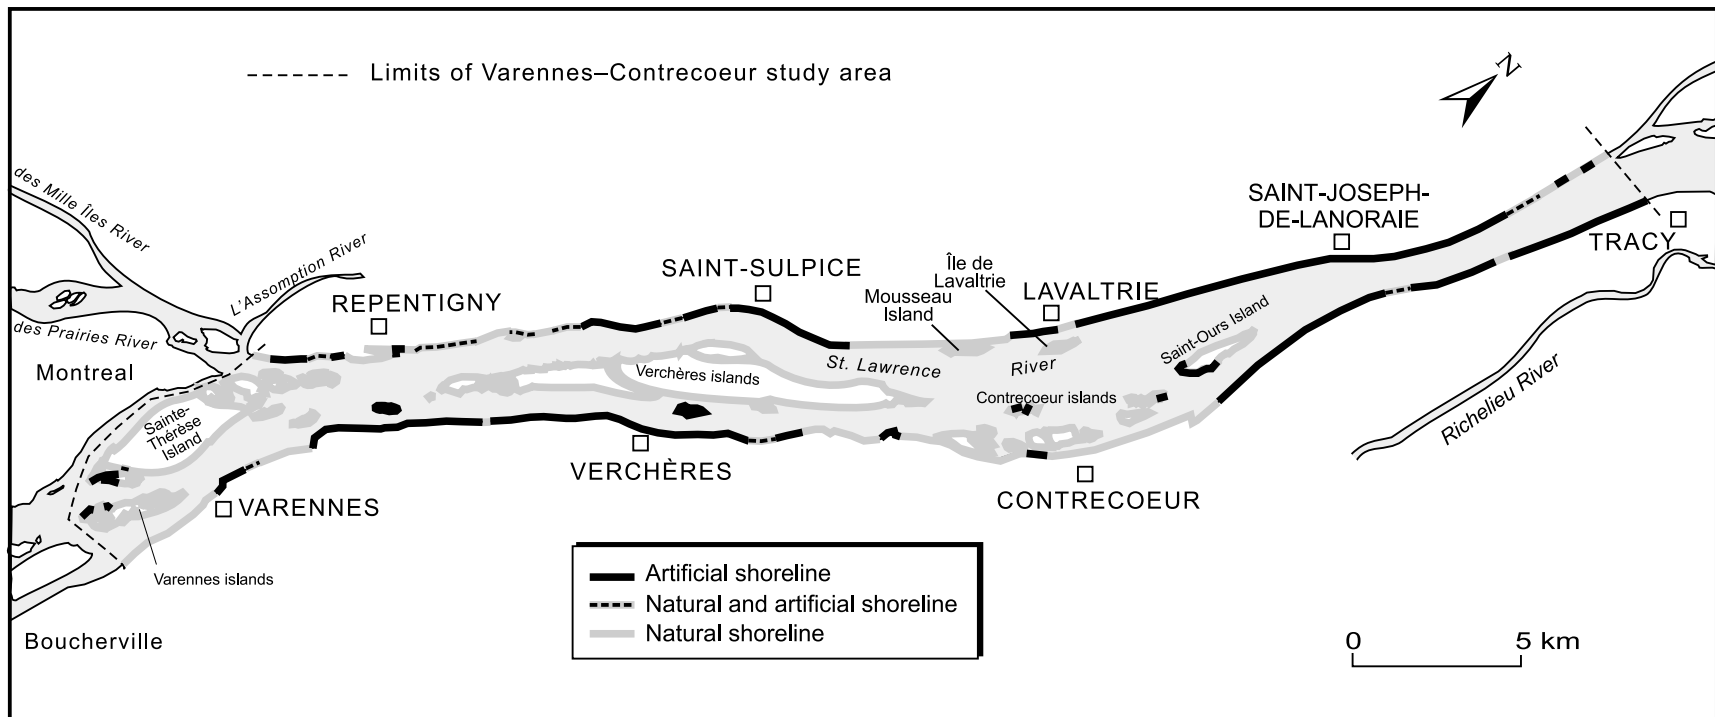 Limits of Varennes–Contrecoeur study area
N
des Mille Îles River
L'Assomption River
des Prairies River
Montreal
REPENTIGNY
SAINT-SULPICE
Mousseau
Island
Île de
Lavaltrie
LAVALTRIE
SAINT-JOSEPH-
DE-LANORAIE
TRACY
Richelieu River
Saint-Ours Island
St. Lawrence
River
Verchères islands
Contrecoeur islands
Sainte-
Thérèse
Island
VARENNES
VERCHÈRES
CONTRECOEUR
Varennes islands
Boucherville
Artificial shoreline
Natural and artificial shoreline
Natural shoreline
0 5 km